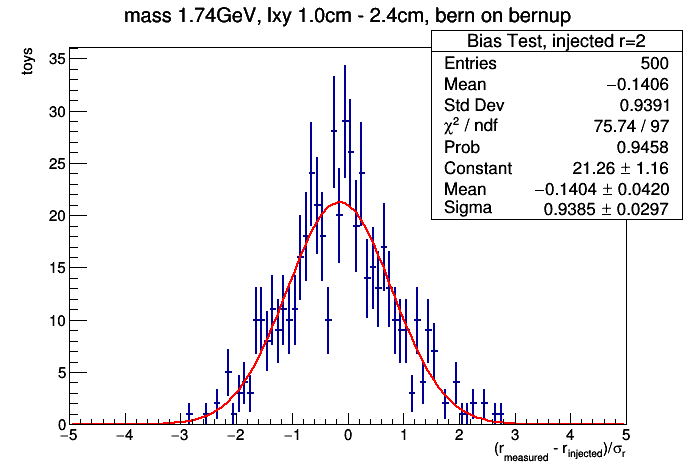 mass 1.74GeV, lxy 1.0cm - 2.4cm, bern on bernup
Bias Test, injected r=2
Entries 500
Mean −0.1406
Std Dev 0.9391
χ² / ndf 75.74 / 97
Prob 0.9458
Constant 21.26 ± 1.16
Mean −0.1404 ± 0.0420
Sigma 0.9385 ± 0.0297
toys
35
30
25
20
15
10
5
0
−5 −4 −3 −2 −1 0 1 2 3 4 5
(r_measured - r_injected)/σ_r